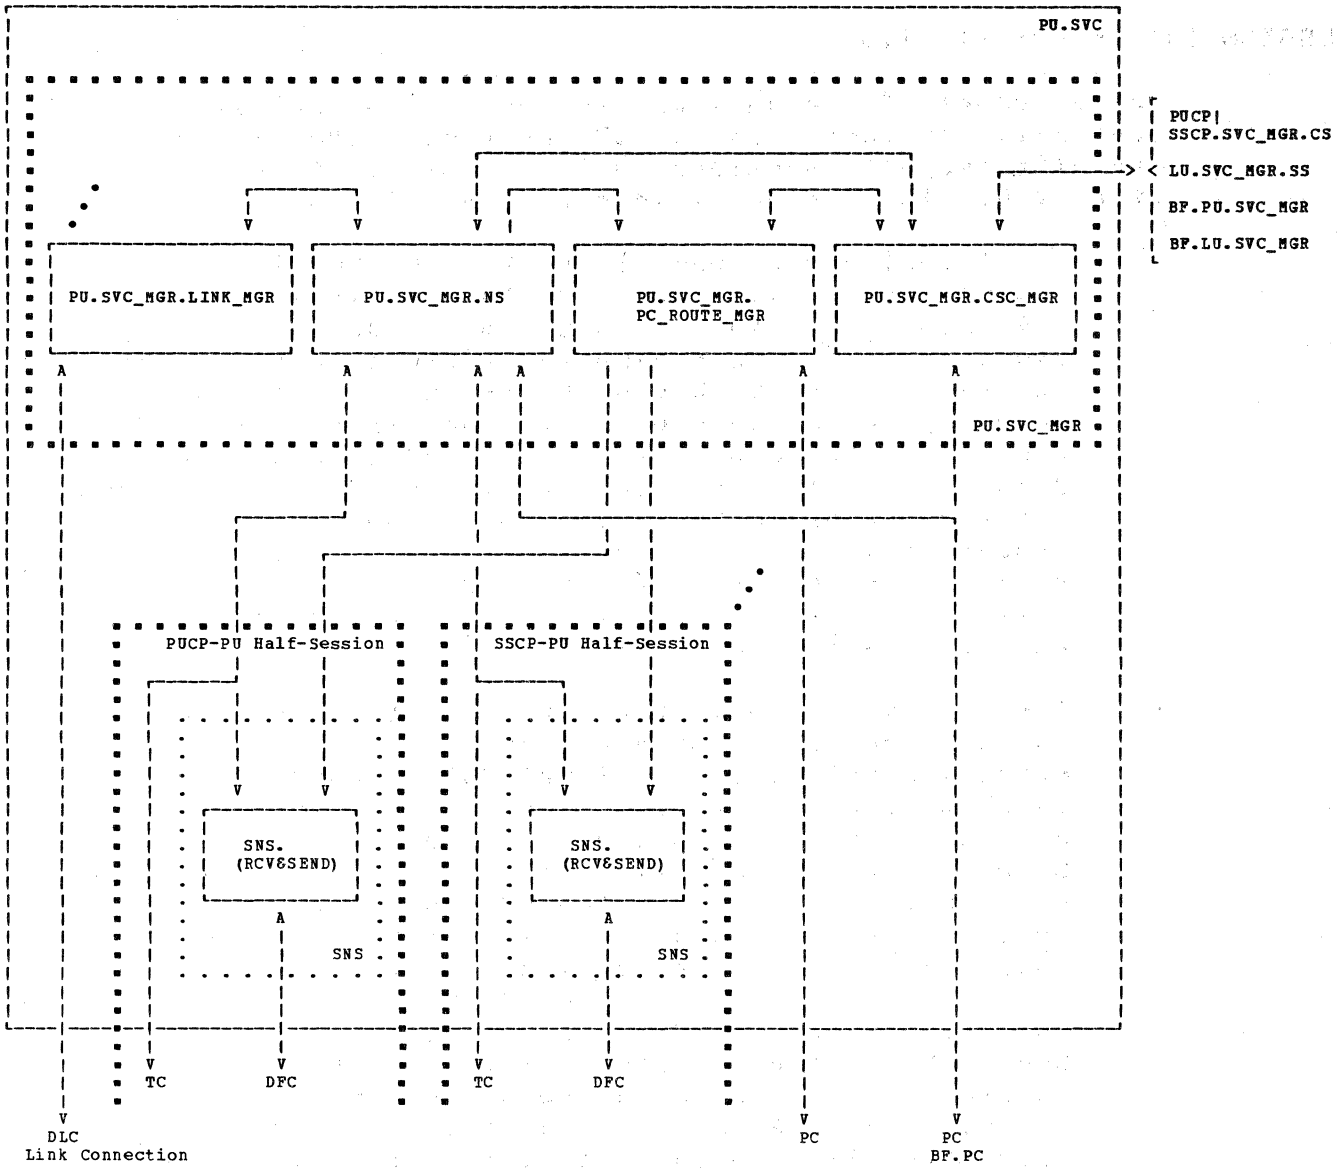 PU.SVC
PUCP|
SSCP.SVC_MGR.CS
LU.SVC_MGR.SS
BF.PU.SVC_MGR
BF.LU.SVC_MGR
PU.SVC_MGR.LINK_MGR
PU.SVC_MGR.NS
PU.SVC_MGR.
PC_ROUTE_MGR
PU.SVC_MGR.CSC_MGR
PU.SVC_MGR
PUCP-PU Half-Session
SSCP-PU Half-Session
SNS.
(RCV&SEND)
SNS.
(RCV&SEND)
SNS
SNS
TC
DFC
TC
DFC
DLC
Link Connection
PC
PC
BF.PC